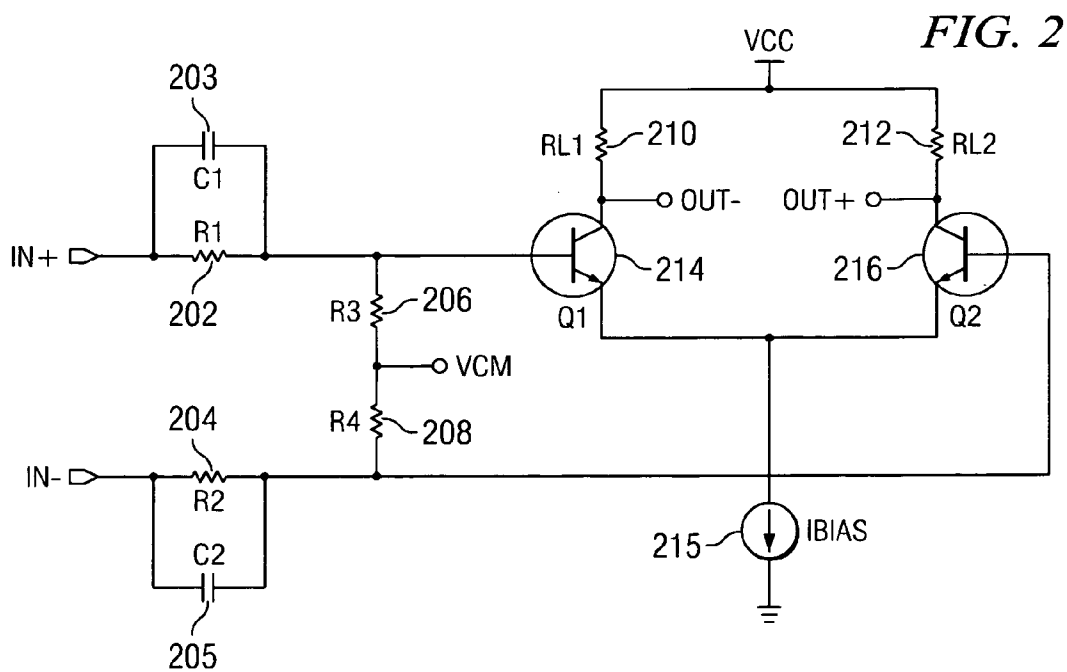 FIG. 2
VCC
203
C1
RL1
210
212
RL2
OUT-
OUT+
IN+
R1
202
214
216
Q1
Q2
R3
206
VCM
R4
208
204
IN-
R2
C2
205
215
IBIAS